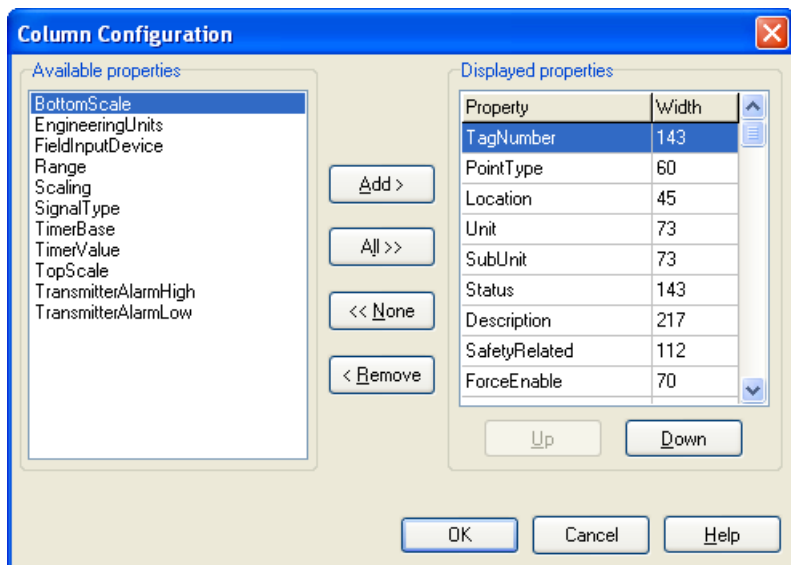 Column Configuration
Available properties
BottomScale
EngineeringUnits
FieldInputDevice
Range
Scaling
SignalType
TimerBase
TimerValue
TopScale
TransmitterAlarmHigh
TransmitterAlarmLow
Add >
All >>
<< None
< Remove
Displayed properties
Property Width
TagNumber 143
PointType 60
Location 45
Unit 73
SubUnit 73
Status 143
Description 217
SafetyRelated 112
ForceEnable 70
Up Down
OK Cancel Help